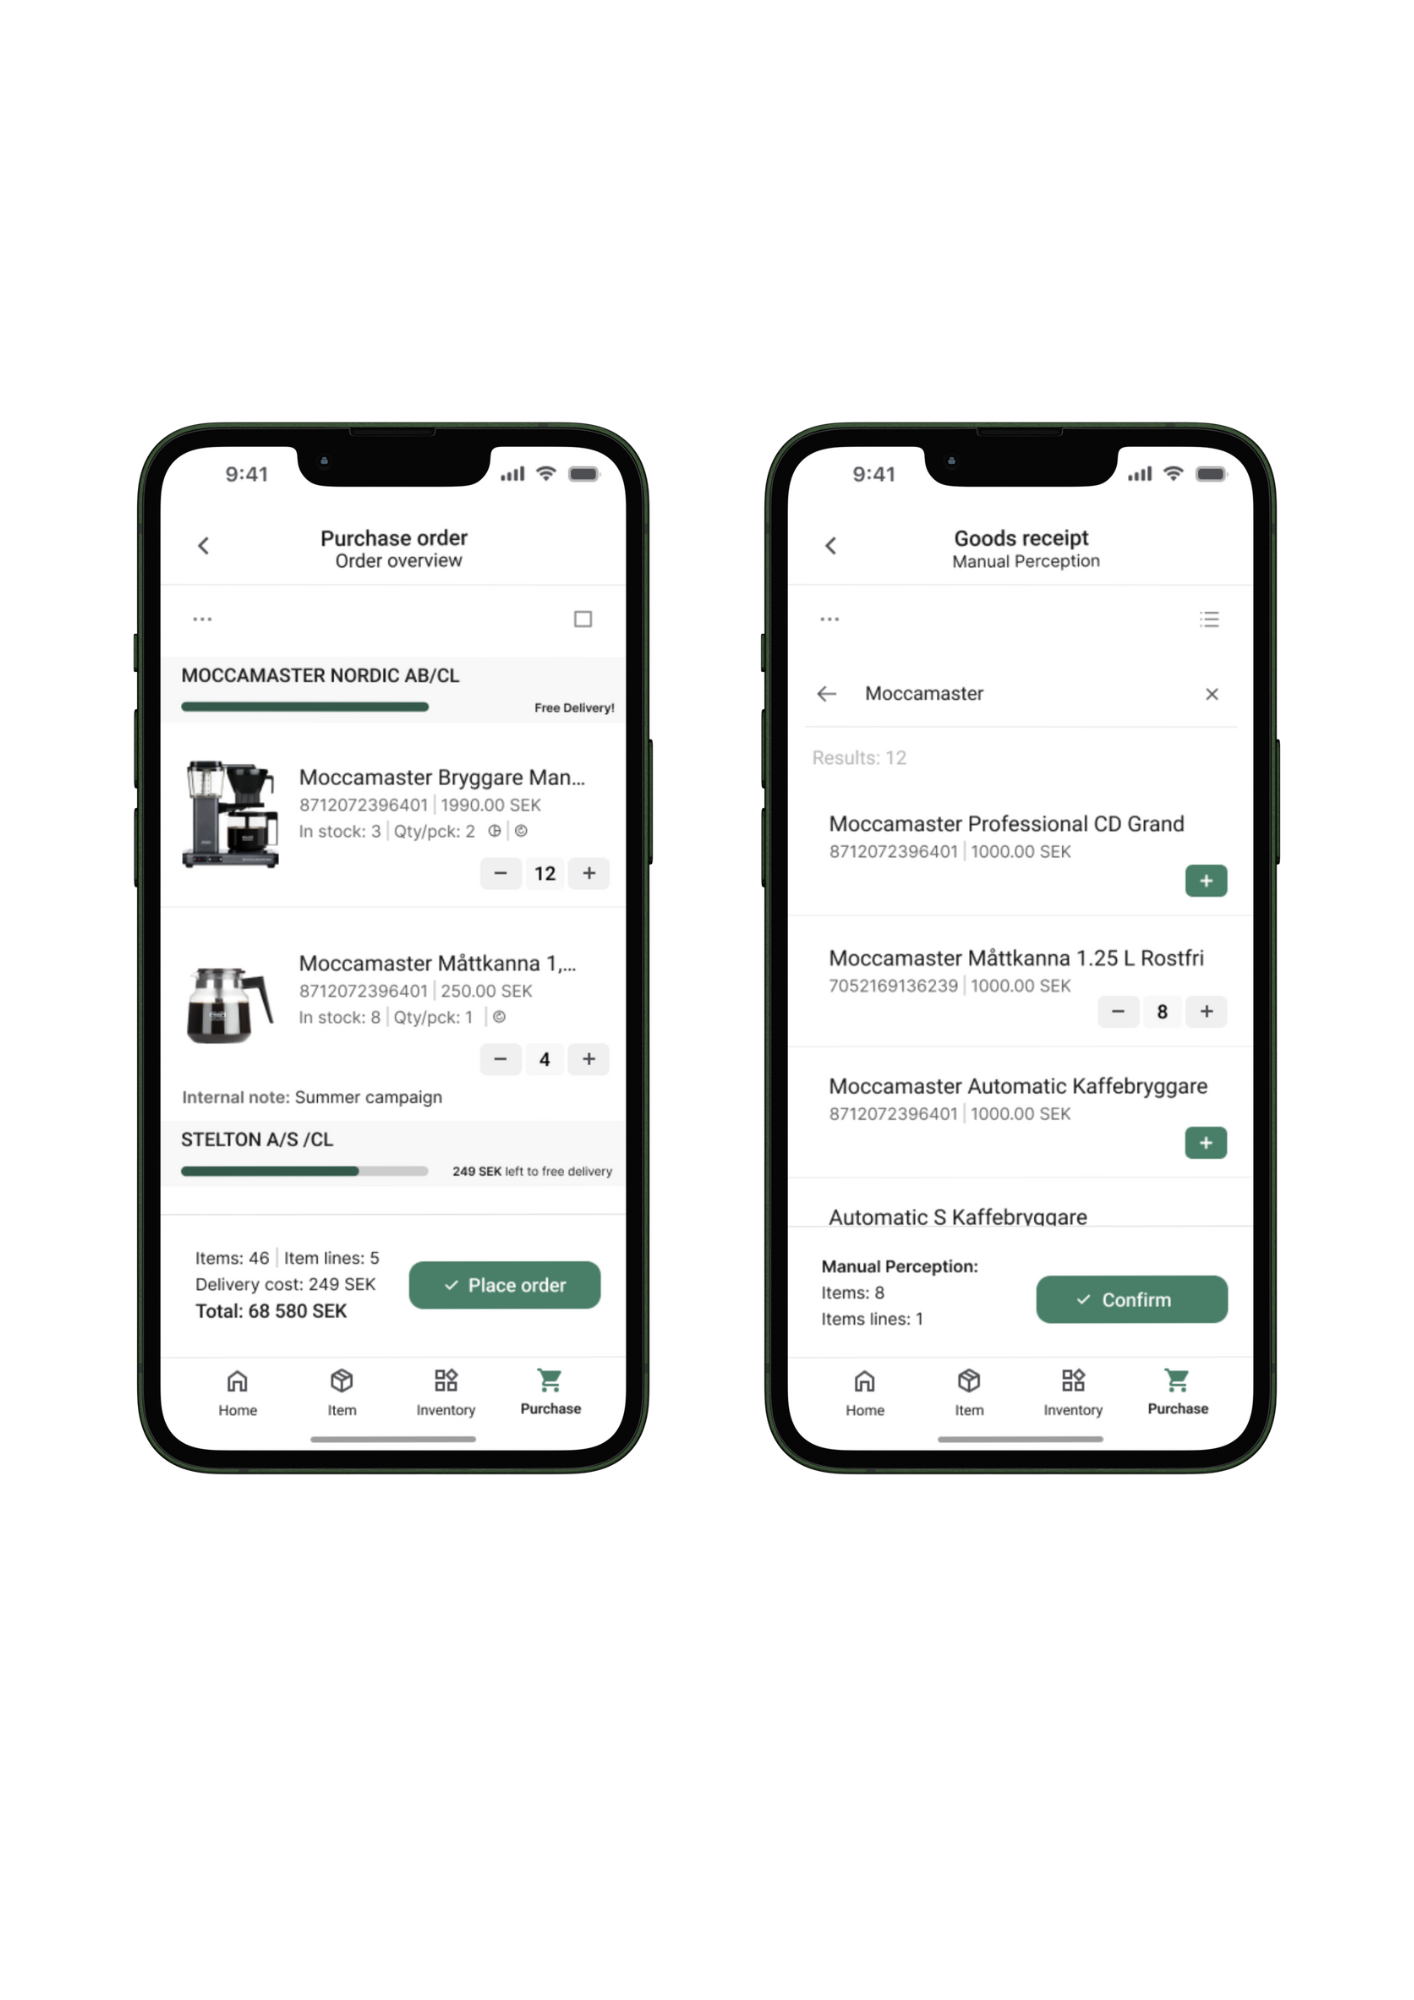 9:41
Purchase order
Order overview
...
MOCCAMASTER NORDIC AB/CL
Free Delivery!
Moccamaster Bryggare Man...
8712072396401 | 1990.00 SEK
In stock: 3 | Qty/pck: 2
− 12 +
Moccamaster Måttkanna 1,...
8712072396401 | 250.00 SEK
In stock: 8 | Qty/pck: 1
− 4 +
Internal note: Summer campaign
STELTON A/S /CL
249 SEK left to free delivery
Items: 46 | Item lines: 5
Delivery cost: 249 SEK
Total: 68 580 SEK
Place order
Home Item Inventory Purchase
9:41
Goods receipt
Manual Perception
...
Moccamaster
Results: 12
Moccamaster Professional CD Grand
8712072396401 | 1000.00 SEK
+
Moccamaster Måttkanna 1.25 L Rostfri
7052169136239 | 1000.00 SEK
− 8 +
Moccamaster Automatic Kaffebryggare
8712072396401 | 1000.00 SEK
+
Automatic S Kaffebryggare
Manual Perception:
Items: 8
Items lines: 1
Confirm
Home Item Inventory Purchase